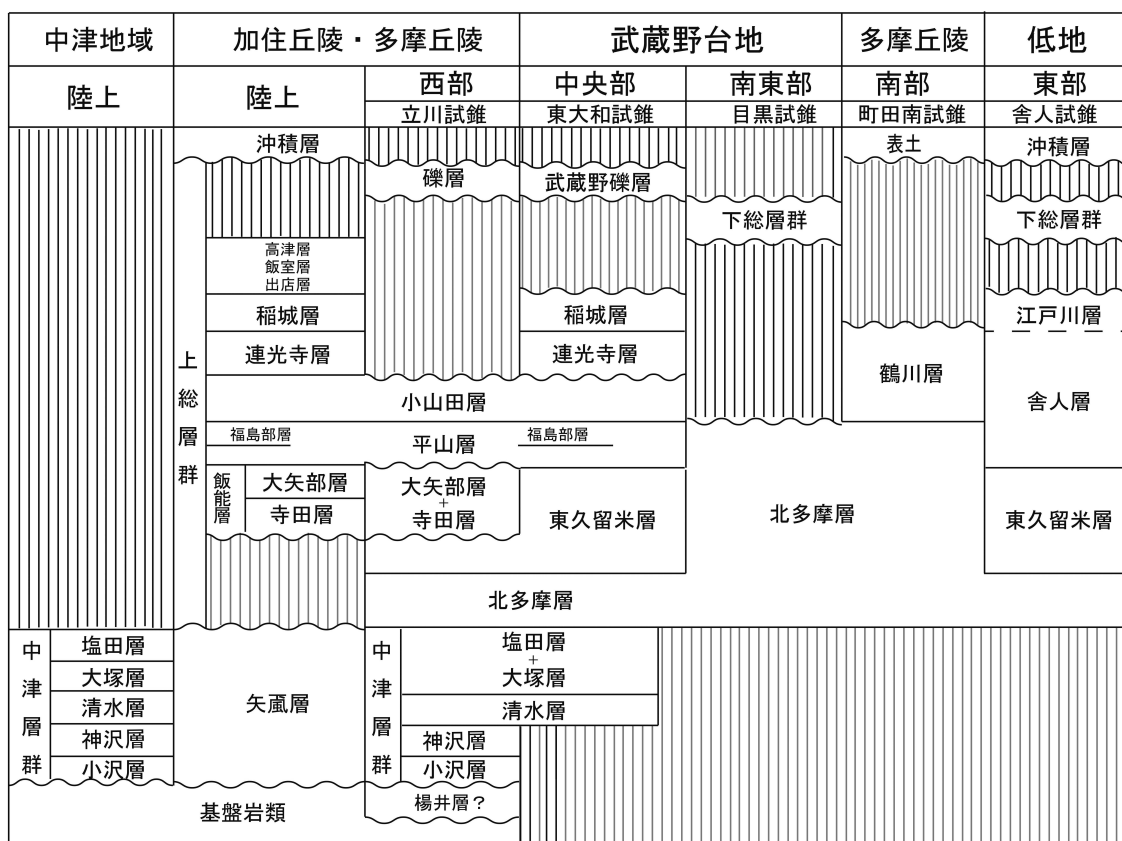 中津地域
加住丘陵・多摩丘陵
武蔵野台地
多摩丘陵
低地
陸上
陸上
西部
中央部
南東部
南部
東部
立川試錐
東大和試錐
目黒試錐
町田南試錐
舎人試錐
沖積層
表土
沖積層
礫層
武蔵野礫層
下総層群
下総層群
高津層
飯室層
出店層
稲城層
稲城層
江戸川層
連光寺層
連光寺層
上総層群
鶴川層
小山田層
舎人層
福島部層
平山層
福島部層
飯能層
大矢部層
寺田層
大矢部層
+
寺田層
東久留米層
北多摩層
東久留米層
北多摩層
中津層群
塩田層
大塚層
清水層
神沢層
小沢層
中津層群
塩田層
+
大塚層
清水層
神沢層
小沢層
基盤岩類
楊井層?